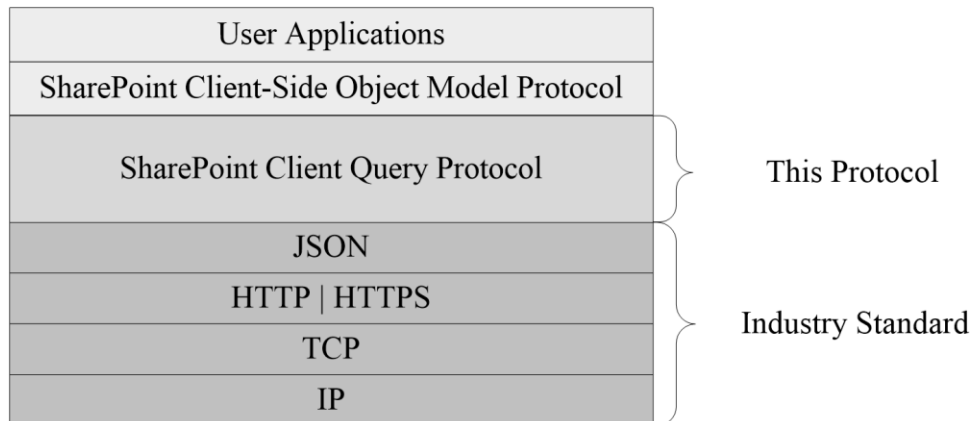 User Applications
SharePoint Client-Side Object Model Protocol
SharePoint Client Query Protocol
This Protocol
JSON
HTTP | HTTPS
Industry Standard
TCP
IP